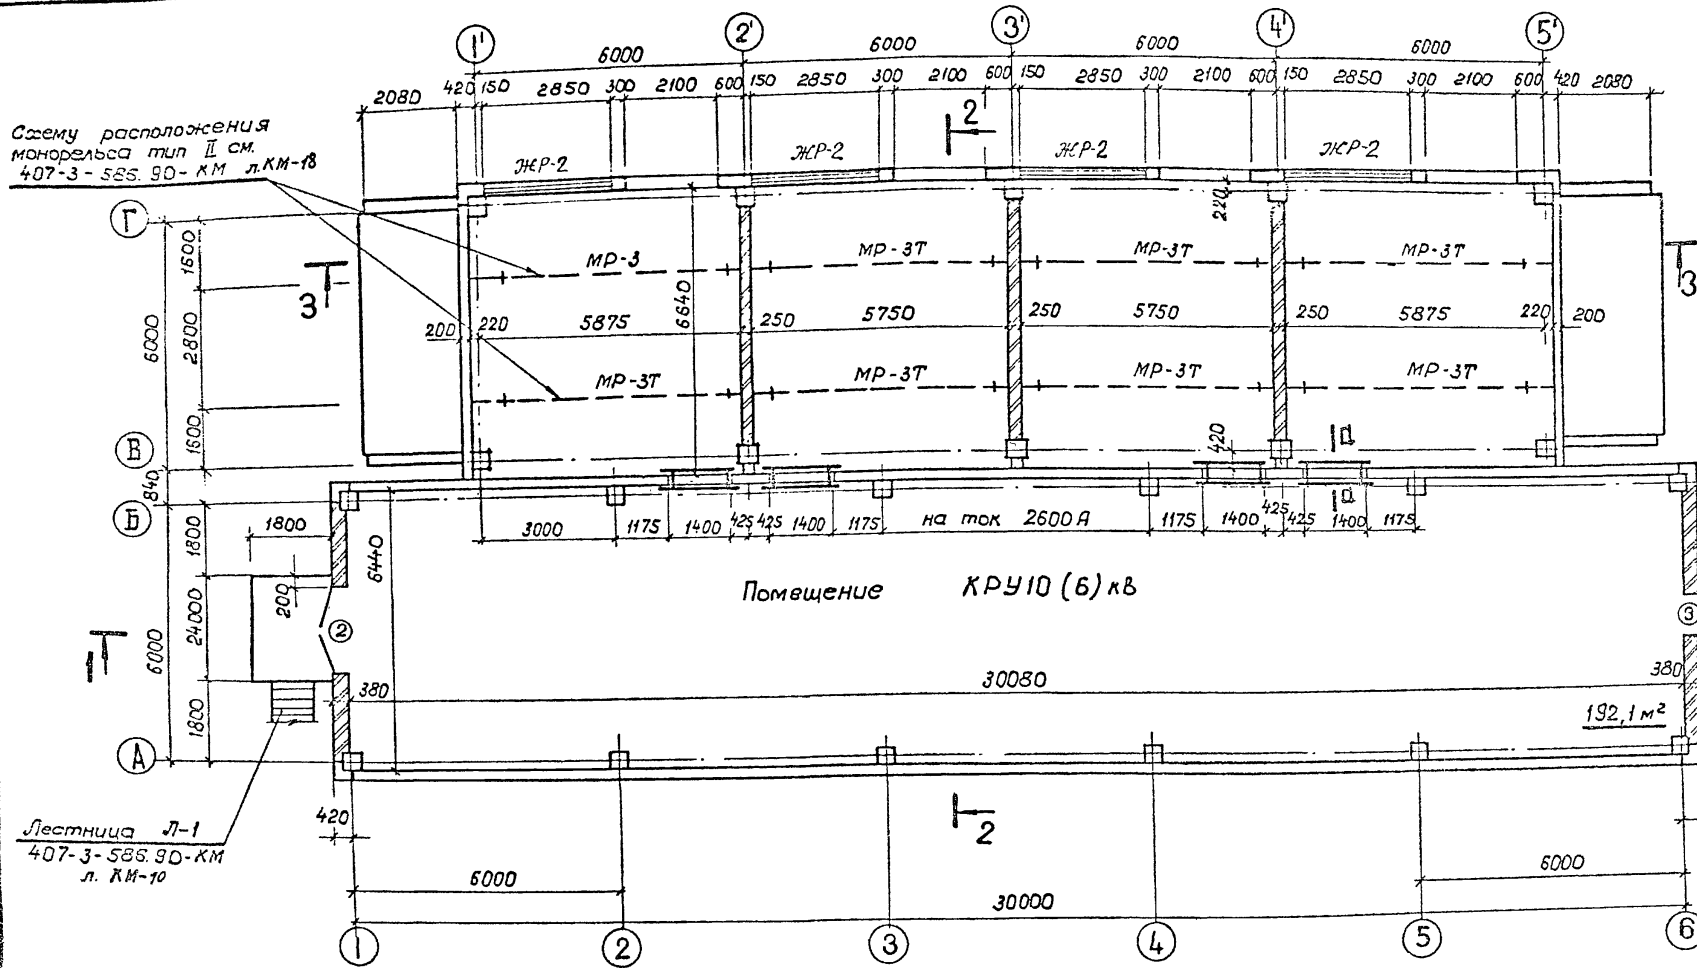 1' 2' 3' 4' 5'
6000 6000 6000 6000
2080 420 150 2850 300 2100 600 150 2850 300 2100 600 150 2850 300 2100 600 150 2850 300 2100 600 420 2080
Схему расположения
монорельса тип II см.
407-3-586.90-КМ л.КМ-18
2
ЖР-2 ЖР-2 ЖР-2 ЖР-2
Г
220
1600
МР-3 МР-3Т МР-3Т МР-3Т
3 3
6640
6000 2800
200 220 5875 250 5750 250 5750 250 5875 220 200
МР-3Т МР-3Т МР-3Т МР-3Т
1600
В
420
а
840
Б
а
1800
3000 1175 1400 425 425 1400 1175 на ток 2600 А 1175 1400 425 425 1400 1175
1800
6440
200
Помещение КРУ10 (6) кв
24000
6000
2
3
1
380 30080 380
1800
192,1 м²
А
420
2
Лестница Л-1
407-3-586.90-КМ
л. КМ-10
6000 6000
30000
1 2 3 4 5 6